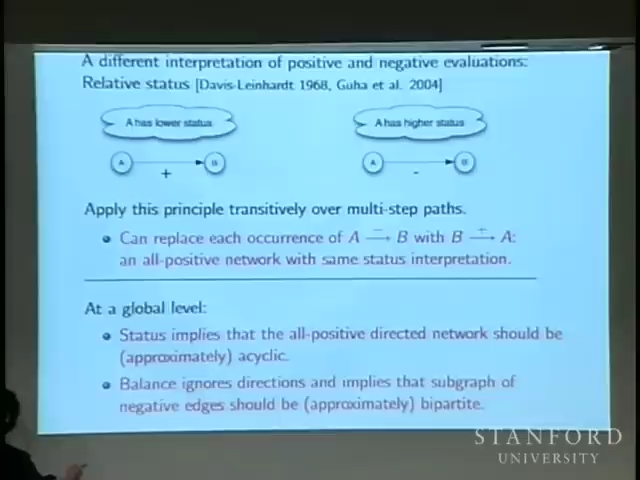 A different interpretation of positive and negative evaluations:
Relative status [Davis-Leinhardt 1968, Guha et al. 2004]
A has lower status
A has higher status
A B
+
A B
-
Apply this principle transitively over multi-step paths.
• Can replace each occurrence of A —→ B with B +→ A:
an all-positive network with same status interpretation.
At a global level:
• Status implies that the all-positive directed network should be
(approximately) acyclic.
• Balance ignores directions and implies that subgraph of
negative edges should be (approximately) bipartite.
STANFORD
UNIVERSITY